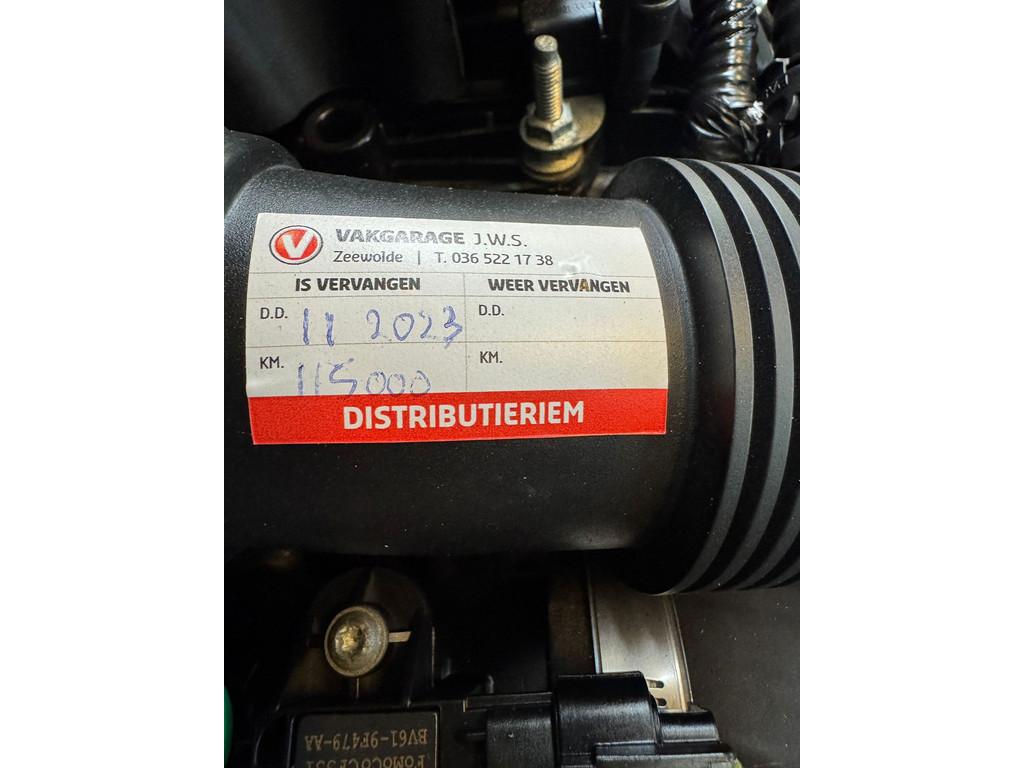 V VAKGARAGE J.W.S.
Zeewolde | T. 036 522 17 38
IS VERVANGEN WEER VERVANGEN
D.D. 11 2023 D.D.
KM. 115000 KM.
DISTRIBUTIERIEM
BV61-9F479-AA